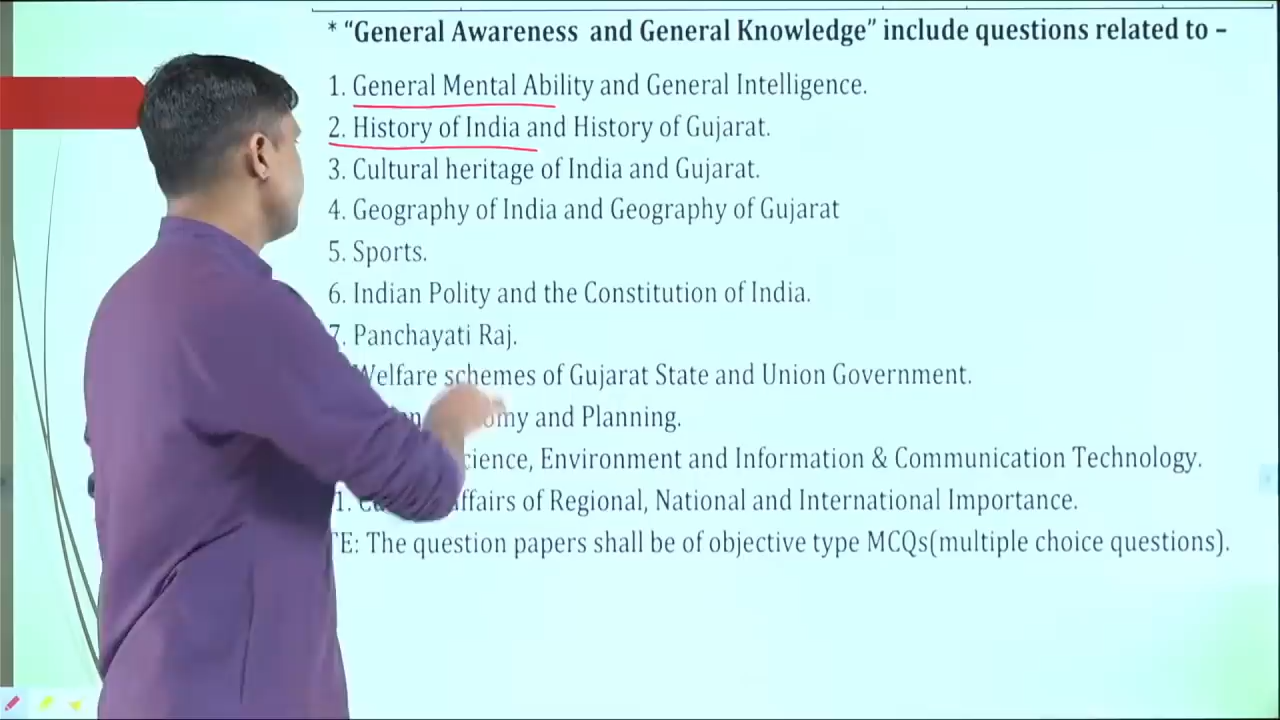 * “General Awareness and General Knowledge” include questions related to –
1. General Mental Ability and General Intelligence.
2. History of India and History of Gujarat.
3. Cultural heritage of India and Gujarat.
4. Geography of India and Geography of Gujarat
5. Sports.
6. Indian Polity and the Constitution of India.
7. Panchayati Raj.
Welfare schemes of Gujarat State and Union Government.
and Planning.
Environment and Information & Communication Technology.
of Regional, National and International Importance.
The question papers shall be of objective type MCQs(multiple choice questions).